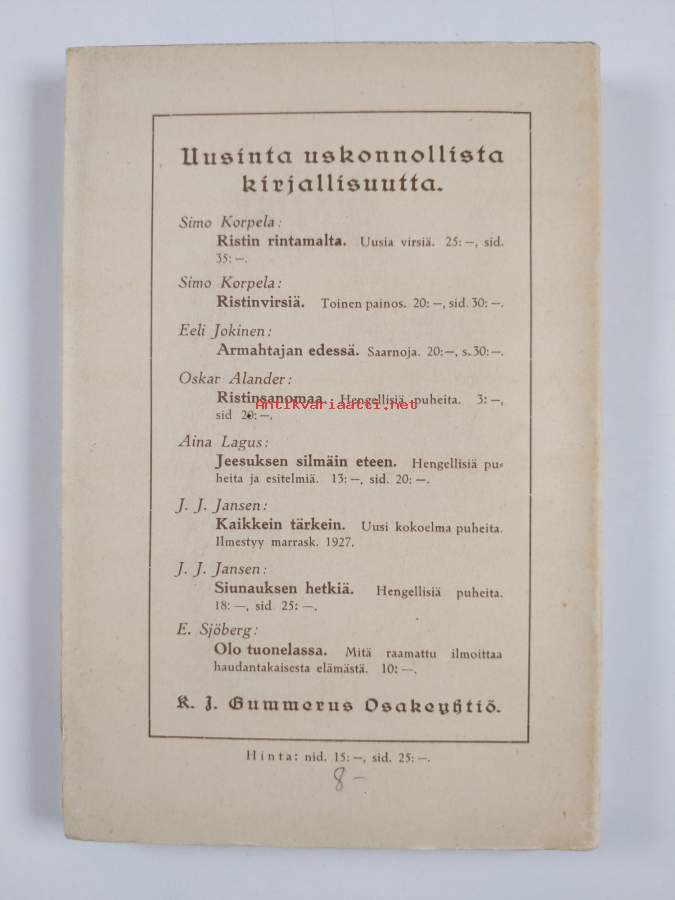 Uusinta uskonnollista
kirjallisuutta.
Simo Korpela:
Ristin rintamalta. Uusia virsiä. 25:—, sid.
35:—.
Simo Korpela:
Ristinvirsiä. Toinen painos. 20:—, sid. 30:—.
Eeli Jokinen:
Armahtajan edessä. Saarnoja. 20:—, s. 30:—.
Oskar Alander:
Ristinsanomaa. Hengellisiä puheita. 3:—,
Antikvariaatti.net
sid 20:—.
Aina Lagus:
Jeesuksen silmäin eteen. Hengellisiä pu-
heita ja esitelmiä. 13:—, sid. 20:—.
J. J. Jansen:
Kaikkein tärkein. Uusi kokoelma puheita.
Ilmestyy marrask. 1927.
J. J. Jansen:
Siunauksen hetkiä. Hengellisiä puheita.
18:—, sid 25:—.
E. Sjöberg:
Olo tuonelassa. Mitä raamattu ilmoittaa
haudantakaisesta elämästä. 10:—.
K. J. Gummerus Osakeyhtiö.
Hinta: nid. 15:—, sid. 25:—.
8—